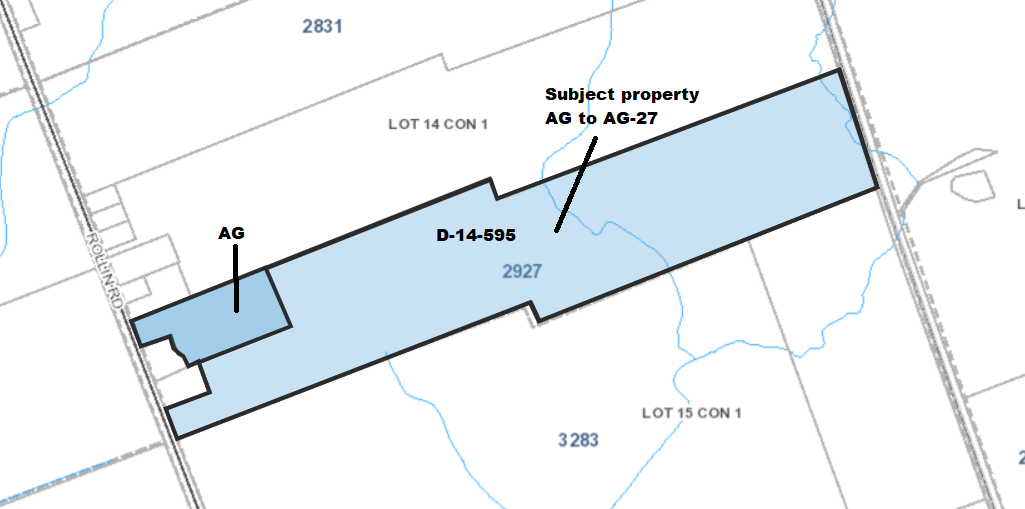 2831
Subject property
AG to AG-27
LOT 14 CON 1
AG
D-14-595
ROLLIN RD
2927
LOT 15 CON 1
3283
L
2